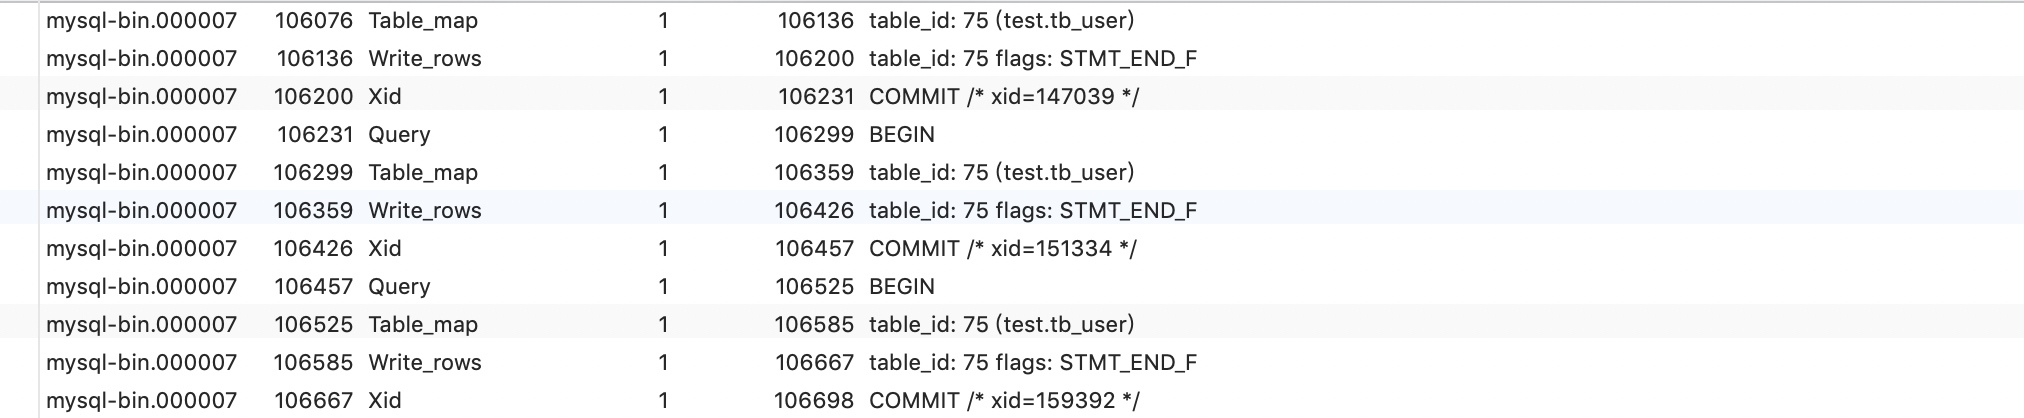 mysql-bin.000007 106076 Table_map 1 106136 table_id: 75 (test.tb_user)
mysql-bin.000007 106136 Write_rows 1 106200 table_id: 75 flags: STMT_END_F
mysql-bin.000007 106200 Xid 1 106231 COMMIT /* xid=147039 */
mysql-bin.000007 106231 Query 1 106299 BEGIN
mysql-bin.000007 106299 Table_map 1 106359 table_id: 75 (test.tb_user)
mysql-bin.000007 106359 Write_rows 1 106426 table_id: 75 flags: STMT_END_F
mysql-bin.000007 106426 Xid 1 106457 COMMIT /* xid=151334 */
mysql-bin.000007 106457 Query 1 106525 BEGIN
mysql-bin.000007 106525 Table_map 1 106585 table_id: 75 (test.tb_user)
mysql-bin.000007 106585 Write_rows 1 106667 table_id: 75 flags: STMT_END_F
mysql-bin.000007 106667 Xid 1 106698 COMMIT /* xid=159392 */